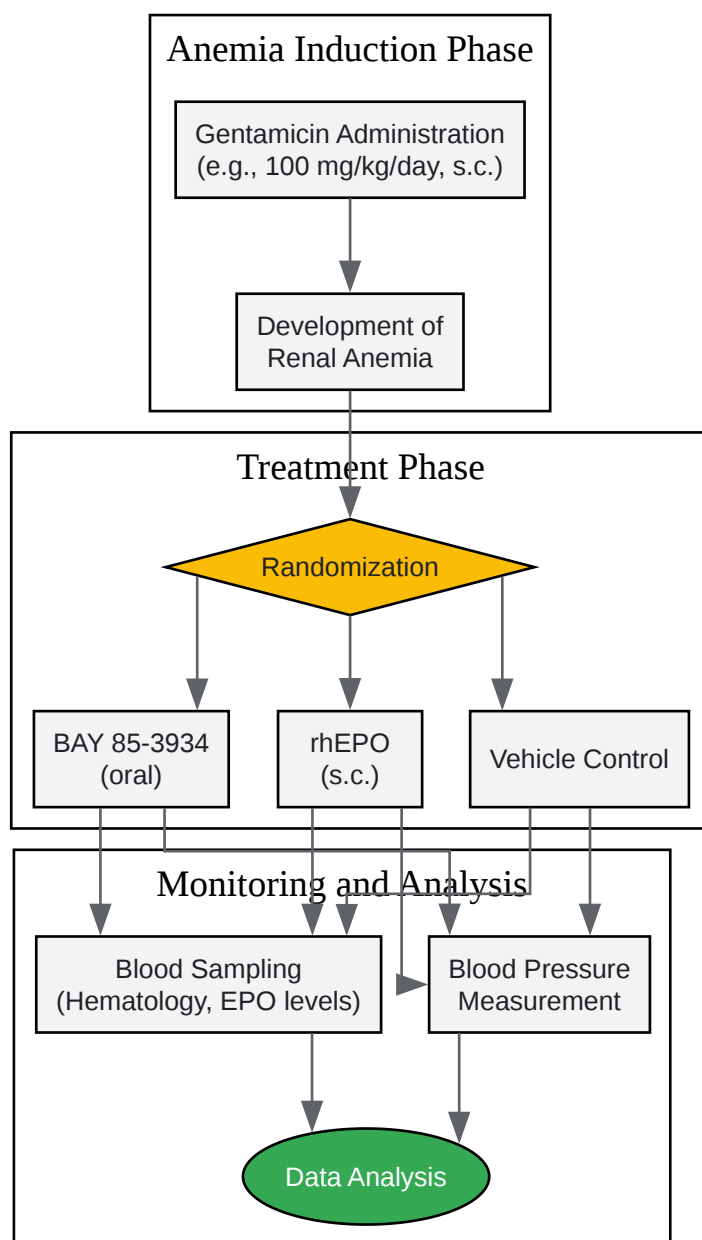 Anemia Induction Phase
Gentamicin Administration
(e.g., 100 mg/kg/day, s.c.)
Development of
Renal Anemia
Treatment Phase
Randomization
BAY 85-3934
(oral)
rhEPO
(s.c.)
Vehicle Control
Monitoring and Analysis
Blood Sampling
(Hematology, EPO levels)
Blood Pressure
Measurement
Data Analysis